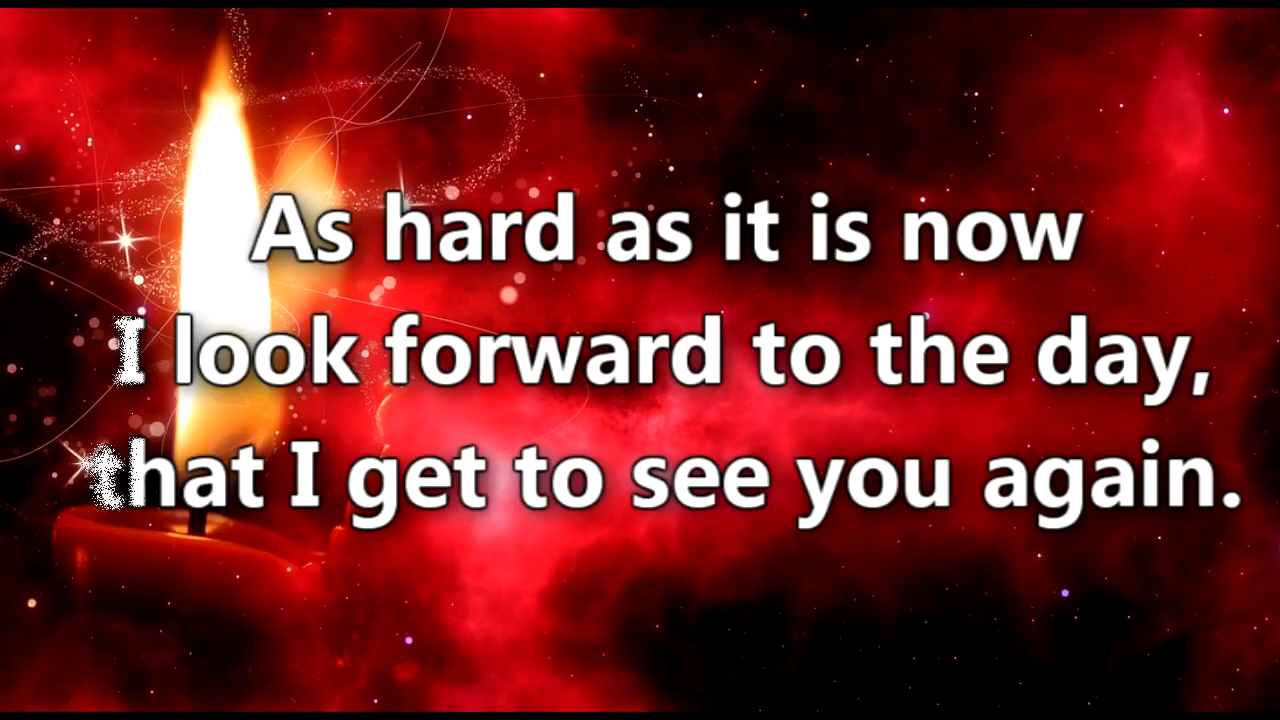 As hard as it is now
I look forward to the day,
that I get to see you again.